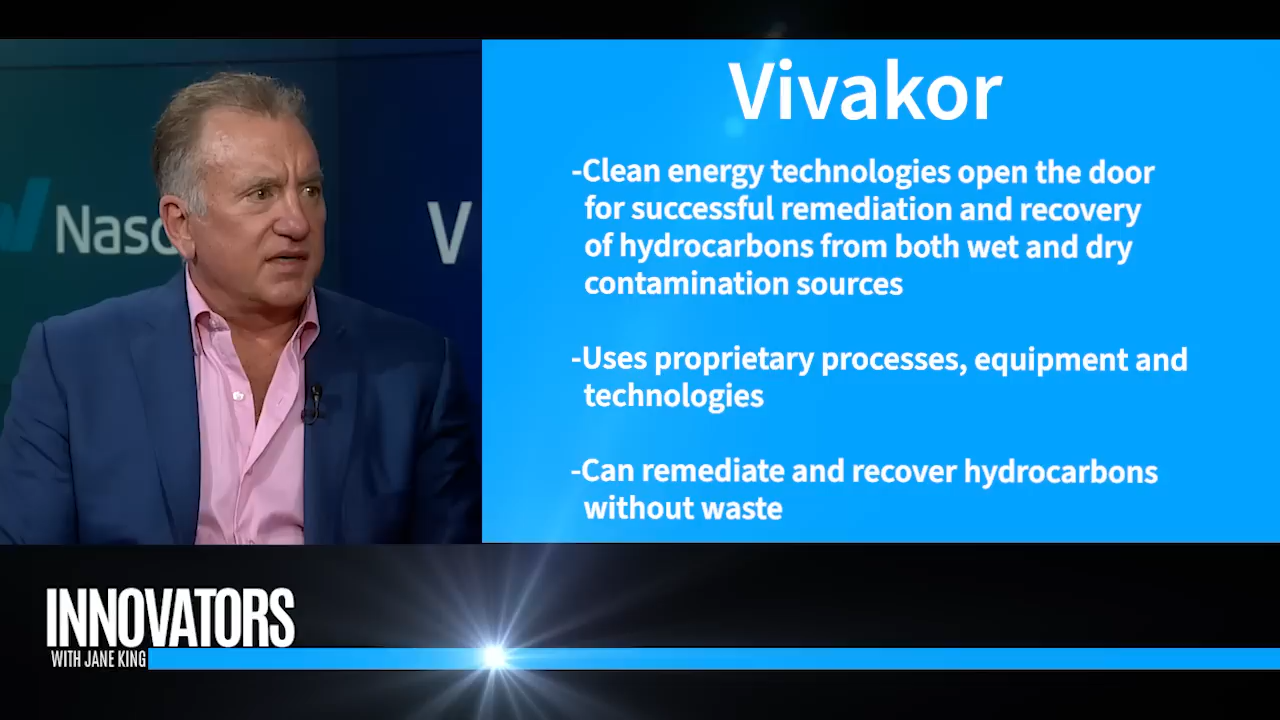 Vivakor
-Clean energy technologies open the door
for successful remediation and recovery
of hydrocarbons from both wet and dry
contamination sources
-Uses proprietary processes, equipment and
technologies
-Can remediate and recover hydrocarbons
without waste
Nasd
V
INNOVATORS
WITH JANE KING